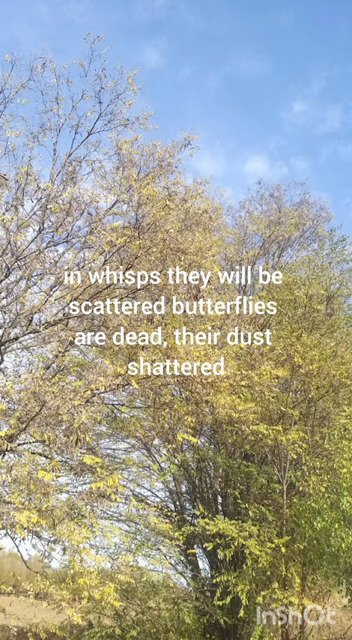 in whisps they will be
scattered butterflies
are dead, their dust
shattered
InShOt